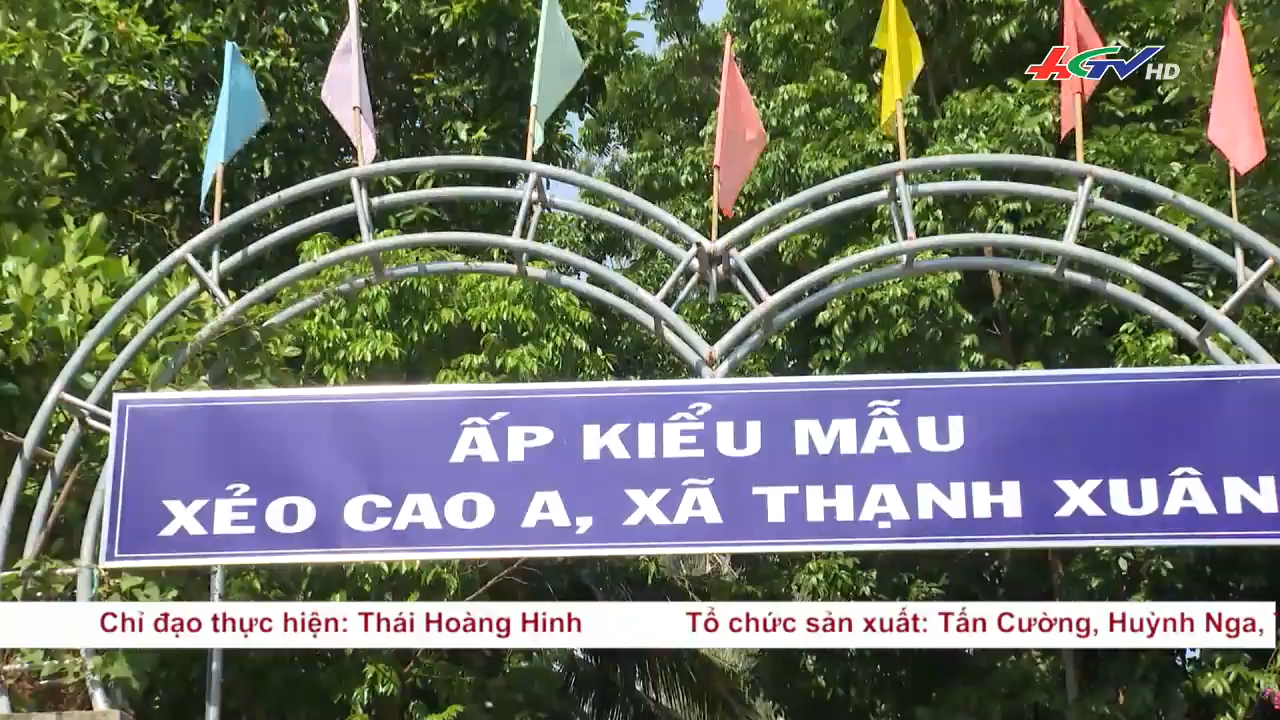 HGTV HD
ẤP KIỂU MẪU
XẺO CAO A, XÃ THẠNH XUÂN
Chỉ đạo thực hiện: Thái Hoàng Hinh Tổ chức sản xuất: Tấn Cường, Huỳnh Nga,